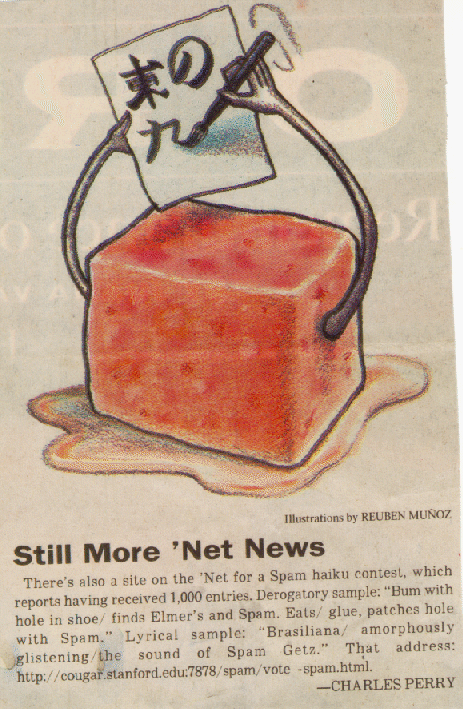 東の
九
Illustrations by REUBEN MUÑOZ
Still More 'Net News
There's also a site on the 'Net for a Spam haiku contest, which
reports having received 1,000 entries. Derogatory sample: "Bum with
hole in shoe/ finds Elmer's and Spam. Eats/ glue, patches hole
with Spam." Lyrical sample: "Brasiliana/ amorphously
glistening/the sound of Spam Getz." That address:
http://cougar.stanford.edu:7878/spam/vote -spam.html.
—CHARLES PERRY